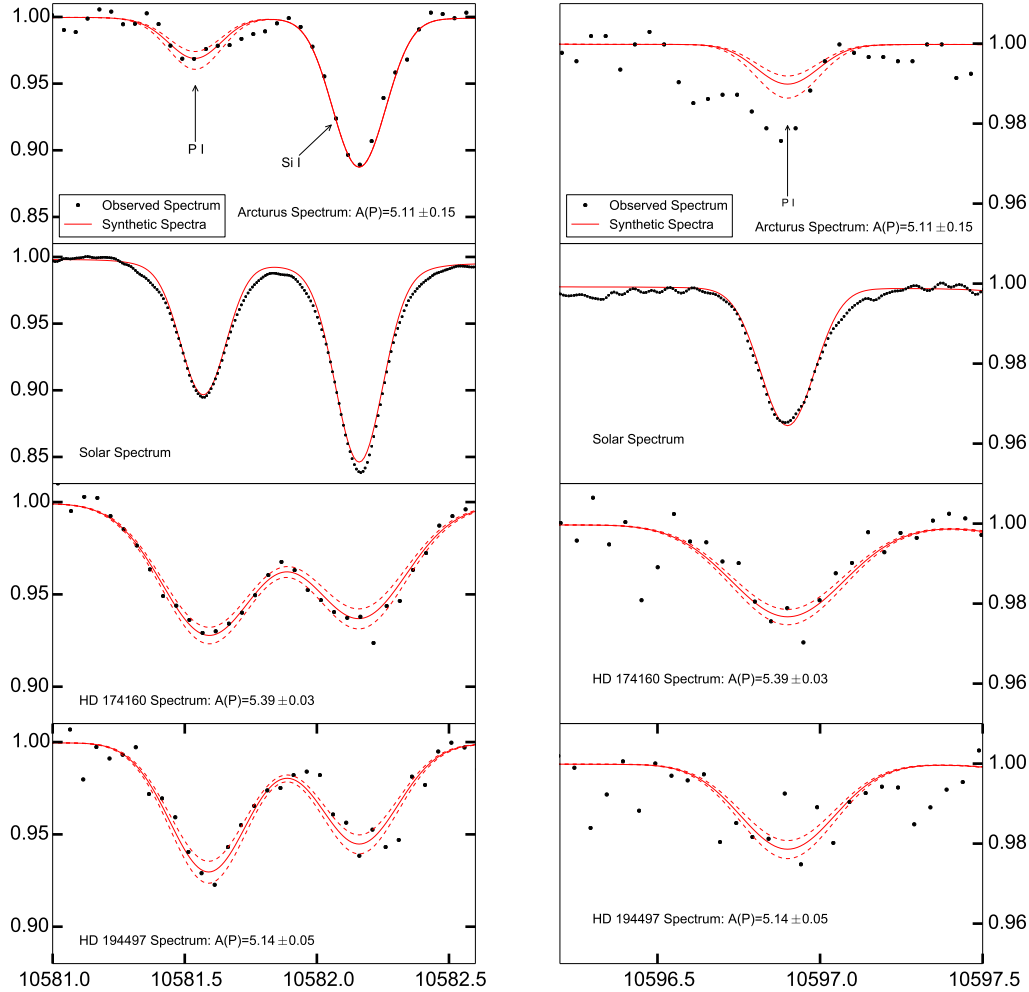 1.00
0.95
0.90
0.85
P I
Si I
Observed Spectrum
Synthetic Spectra
Arcturus Spectrum: A(P)=5.11 ±0.15
1.00
0.98
0.96
P I
Observed Spectrum
Synthetic Spectra
Arcturus Spectrum: A(P)=5.11 ±0.15
1.00
0.95
0.90
0.85
Solar Spectrum
1.00
0.98
0.96
Solar Spectrum
1.00
0.95
0.90
HD 174160 Spectrum: A(P)=5.39 ±0.03
1.00
0.98
0.96
HD 174160 Spectrum: A(P)=5.39 ±0.03
1.00
0.95
0.90
HD 194497 Spectrum: A(P)=5.14 ±0.05
10581.0 10581.5 10582.0 10582.5
1.00
0.98
0.96
HD 194497 Spectrum: A(P)=5.14 ±0.05
10596.5 10597.0 10597.5